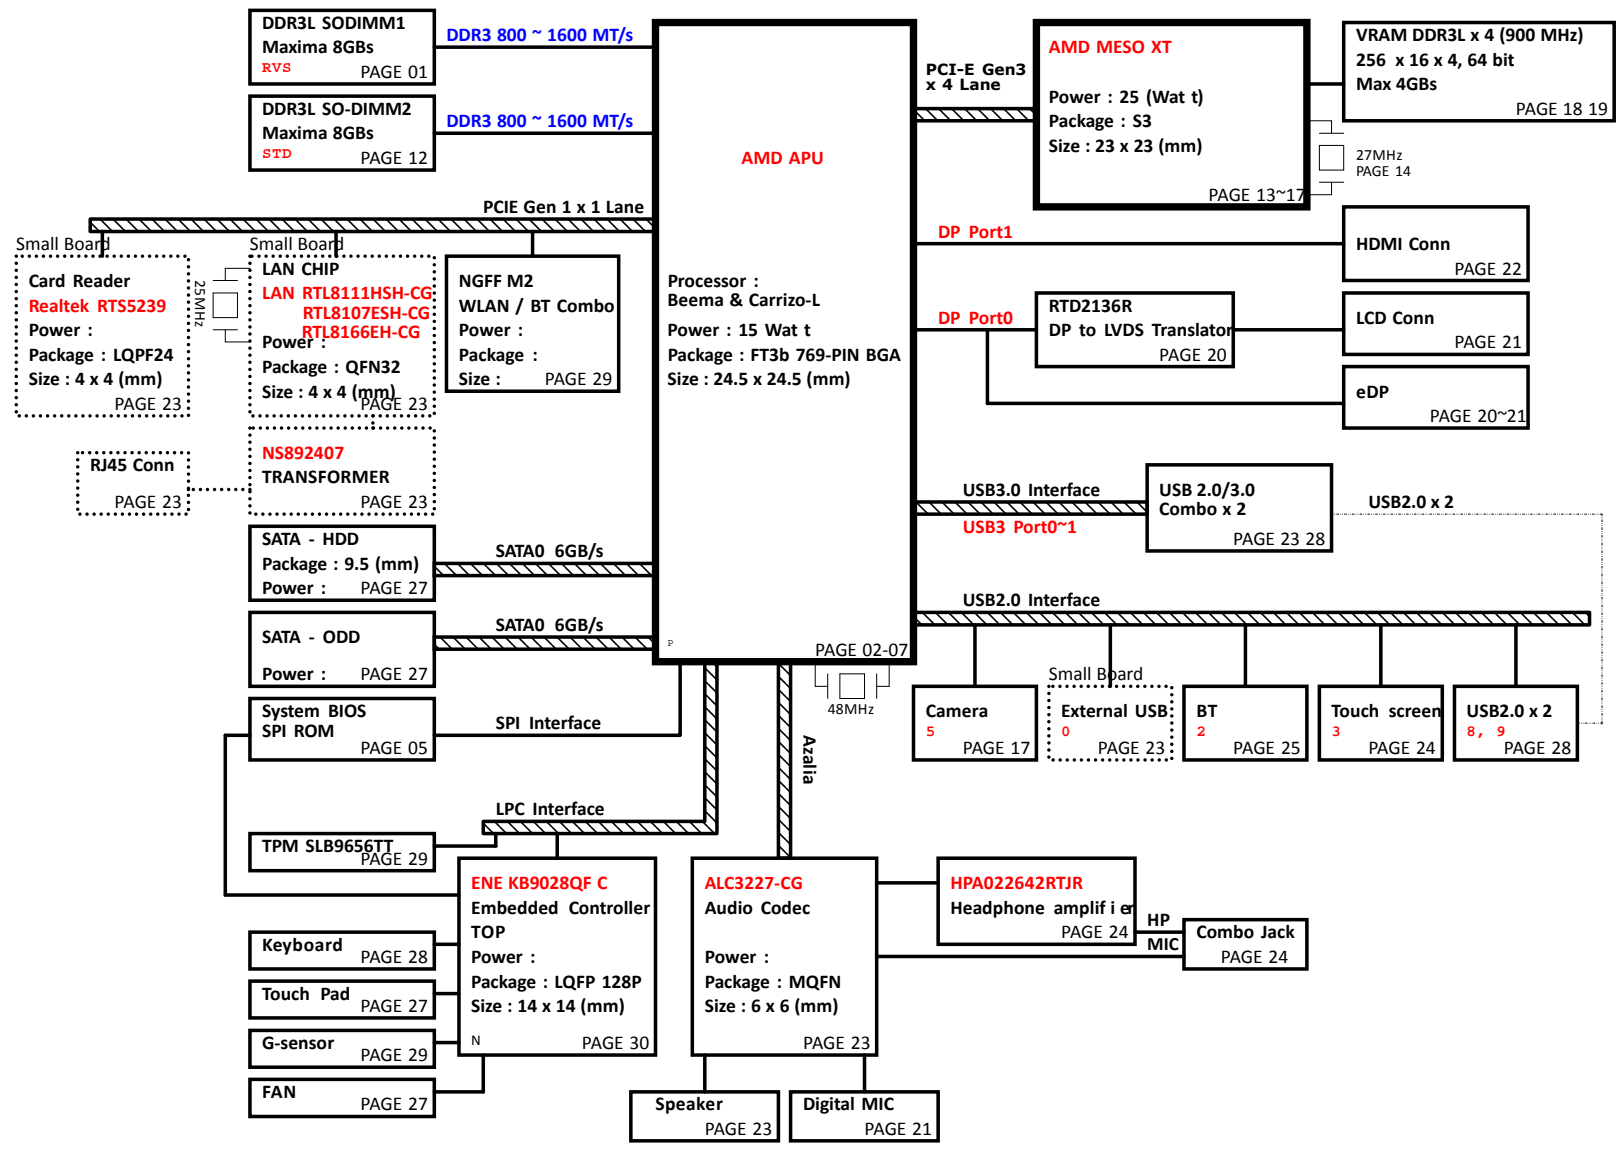 DDR3L SODIMM1
Maxima 8GBs
RVS
PAGE 01
DDR3 800 ~ 1600 MT/s
DDR3L SO-DIMM2
Maxima 8GBs
STD
PAGE 12
DDR3 800 ~ 1600 MT/s
AMD APU
Processor :
Beema & Carrizo-L
Power : 15 Wat t
Package : FT3b 769-PIN BGA
Size : 24.5 x 24.5 (mm)
P
PAGE 02-07
48MHz
PCI-E Gen3
x 4 Lane
AMD MESO XT
Power : 25 (Wat t)
Package : S3
Size : 23 x 23 (mm)
PAGE 13~17
VRAM DDR3L x 4 (900 MHz)
256 x 16 x 4, 64 bit
Max 4GBs
PAGE 18 19
27MHz
PAGE 14
PCIE Gen 1 x 1 Lane
Small Board
Card Reader
Realtek RTS5239
Power :
Package : LQPF24
Size : 4 x 4 (mm)
PAGE 23
25MHz
Small Board
LAN CHIP
LAN RTL8111HSH-CG
RTL8107ESH-CG
RTL8166EH-CG
Power :
Package : QFN32
Size : 4 x 4 (mm)
PAGE 23
NGFF M2
WLAN / BT Combo
Power :
Package :
Size :
PAGE 29
DP Port1
HDMI Conn
PAGE 22
DP Port0
RTD2136R
DP to LVDS Translator
PAGE 20
LCD Conn
PAGE 21
eDP
PAGE 20~21
RJ45 Conn
PAGE 23
NS892407
TRANSFORMER
PAGE 23
SATA - HDD
Package : 9.5 (mm)
Power :
PAGE 27
SATA0 6GB/s
SATA - ODD
Power :
PAGE 27
SATA0 6GB/s
System BIOS
SPI ROM
PAGE 05
SPI Interface
USB3.0 Interface
USB3 Port0~1
USB 2.0/3.0
Combo x 2
PAGE 23 28
USB2.0 x 2
USB2.0 Interface
Camera
5
PAGE 17
Small Board
External USB
0
PAGE 23
BT
2
PAGE 25
Touch screen
3
PAGE 24
USB2.0 x 2
8, 9
PAGE 28
Azalia
LPC Interface
TPM SLB9656TT
PAGE 29
ENE KB9028QF C
Embedded Controller
TOP
Power :
Package : LQFP 128P
Size : 14 x 14 (mm)
N
PAGE 30
Keyboard
PAGE 28
Touch Pad
PAGE 27
G-sensor
PAGE 29
FAN
PAGE 27
ALC3227-CG
Audio Codec
Power :
Package : MQFN
Size : 6 x 6 (mm)
PAGE 23
HPA022642RTJR
Headphone amplifier
PAGE 24
HP
MIC
Combo Jack
PAGE 24
Speaker
PAGE 23
Digital MIC
PAGE 21